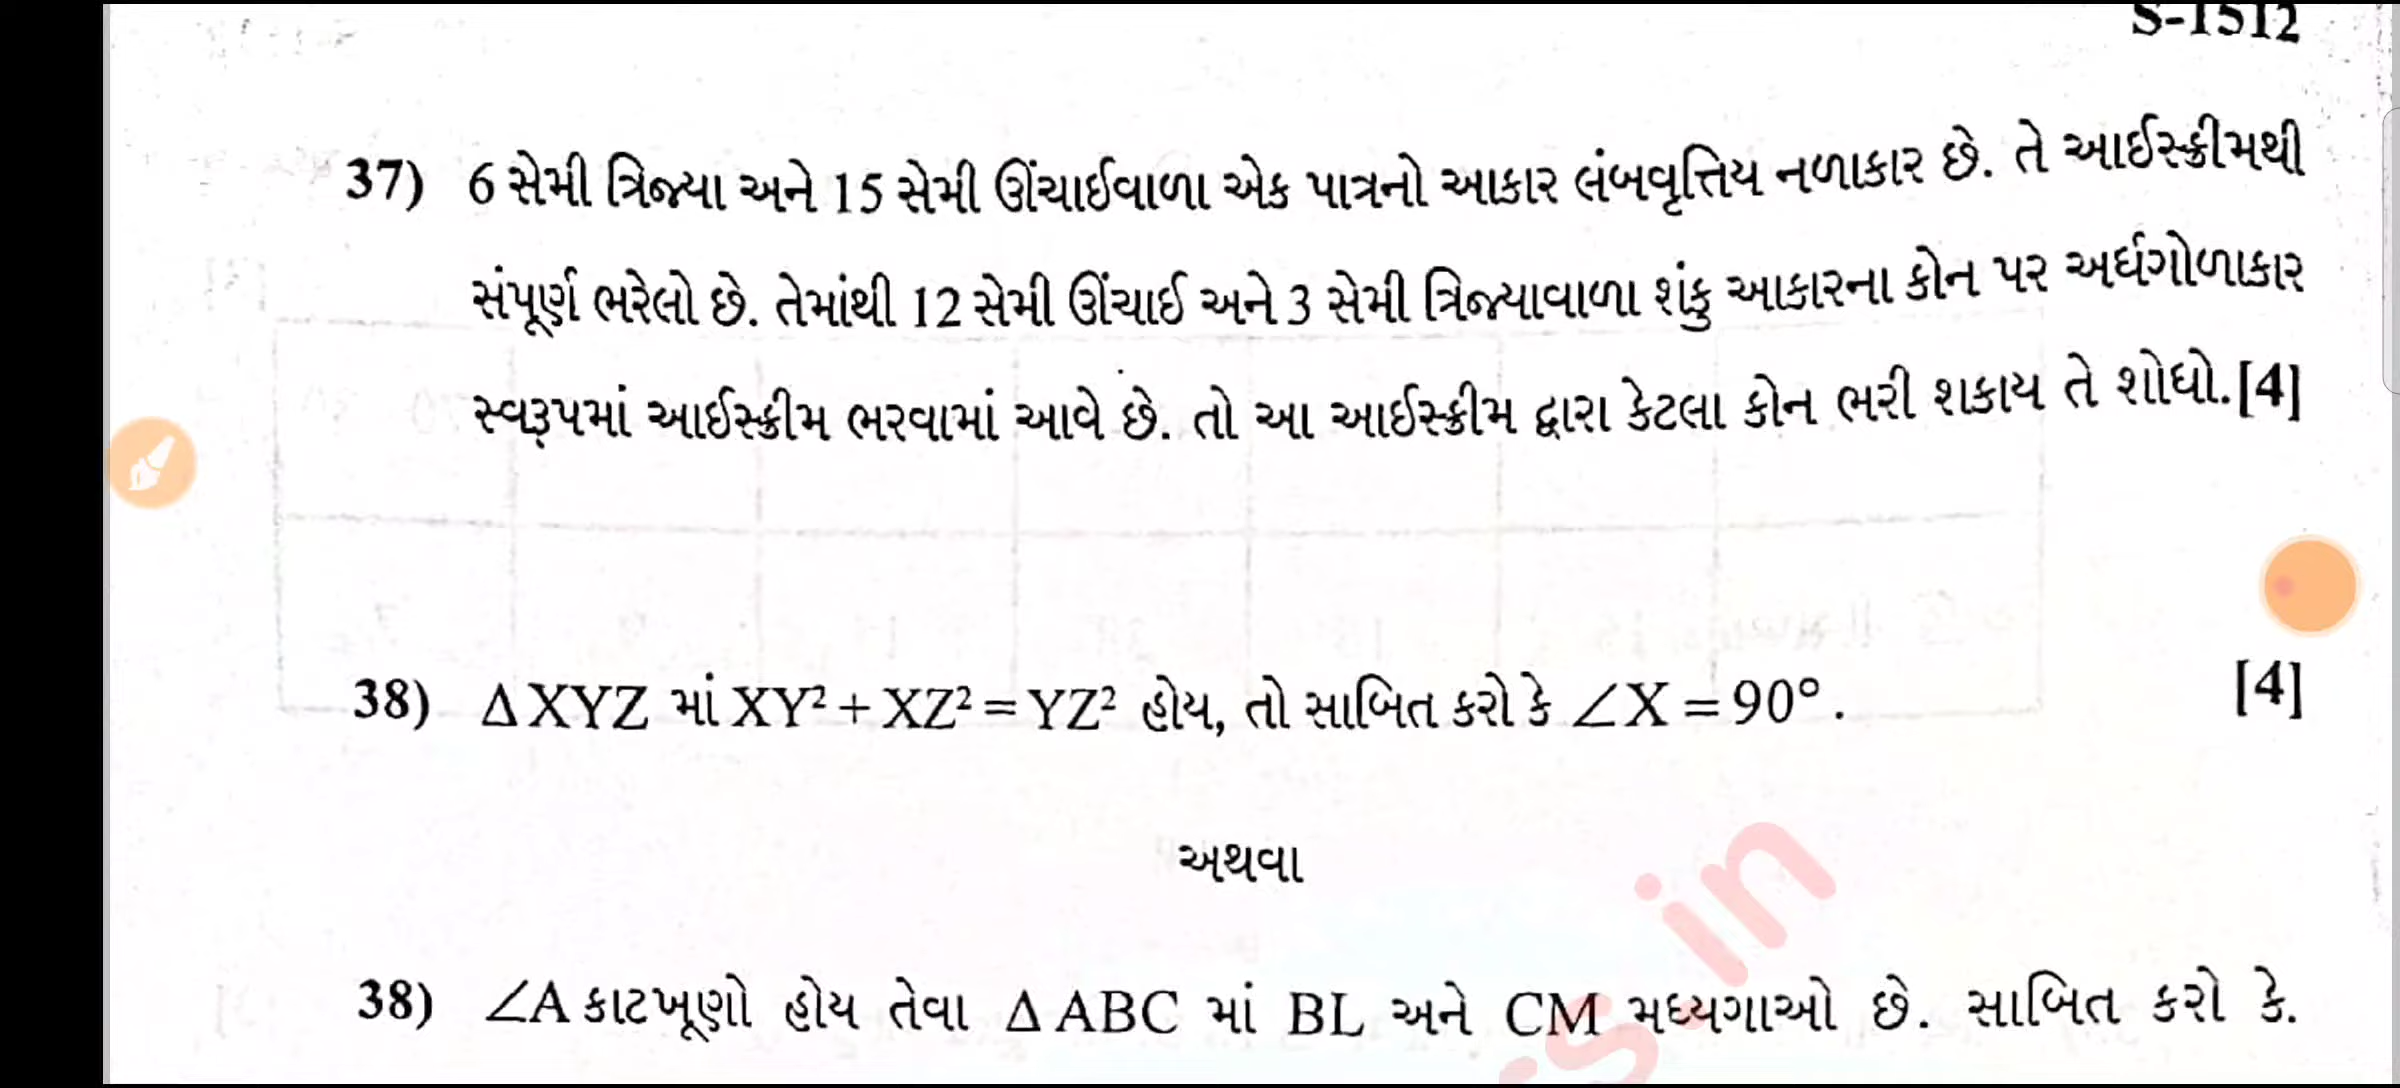 S-1512
37) 6 સેમી ત્રિજ્યા અને 15 સેમી ઊંચાઈવાળા એક પાત્રનો આકાર લંબવૃત્તિય નળાકાર છે. તે આઈસ્ક્રીમથી
સંપૂર્ણ ભરેલો છે. તેમાંથી 12 સેમી ઊંચાઈ અને 3 સેમી ત્રિજ્યાવાળા શંકુ આકારના કોન પર અર્ધગોળાકાર
સ્વરૂપમાં આઈસ્ક્રીમ ભરવામાં આવે છે. તો આ આઈસ્ક્રીમ દ્વારા કેટલા કોન ભરી શકાય તે શોધો.[4]
38) ΔXYZ માં XY² + XZ² = YZ² હોય, તો સાબિત કરો કે ∠X = 90°. [4]
અથવા
38) ∠A કાટખૂણો હોય તેવા ΔABC માં BL અને CM મધ્યગાઓ છે. સાબિત કરો કે.
s.in